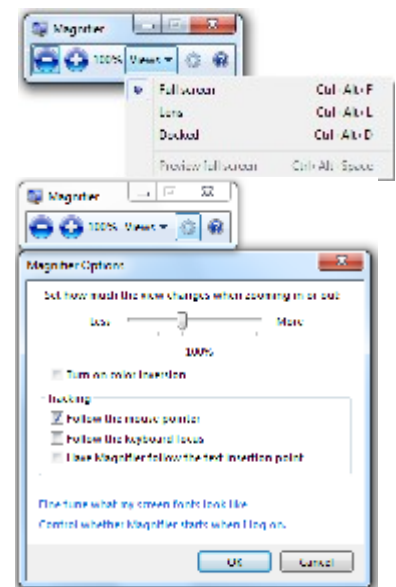 Magnifier
100% Views
Full screen Ctrl+Alt+F
Lens Ctrl+Alt+L
Docked Ctrl+Alt+D
Preview full screen Ctrl+Alt+Space
Magnifier
100% Views
Magnifier Options
Set how much the view changes when zooming in or out
Less More
100%
Turn on color inversion
Tracking
Follow the mouse pointer
Follow the keyboard focus
Have Magnifier follow the text insertion point
Fine tune what my screen fonts look like
Control whether Magnifier starts when I log on.
OK Cancel